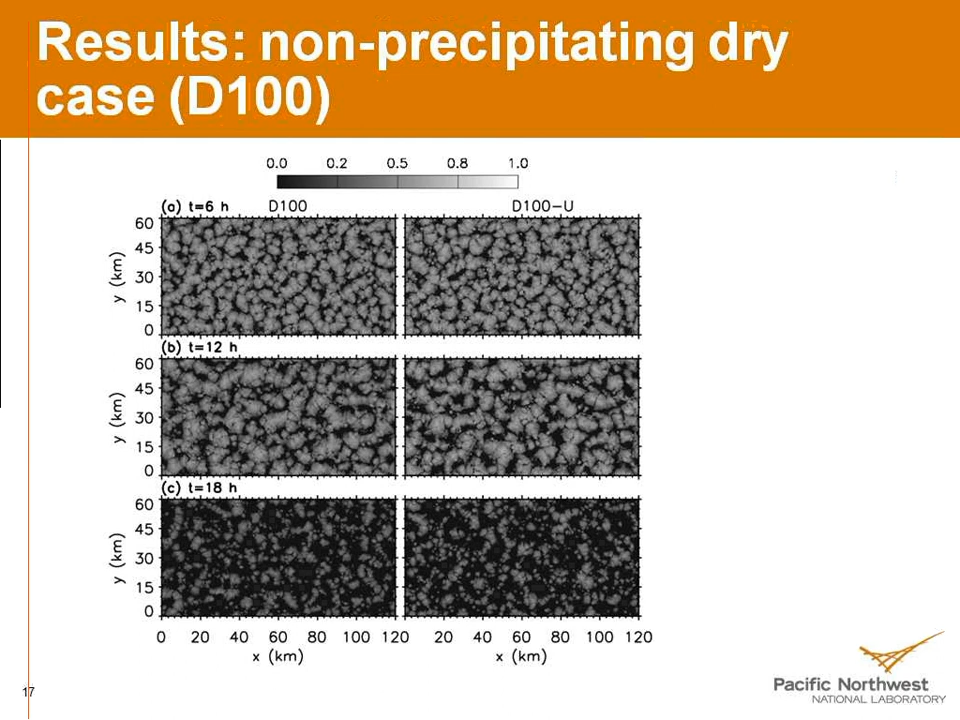 Results: non-precipitating dry
case (D100)
0.0 0.2 0.5 0.8 1.0
(a) t=6 h D100 D100-U
60
45
30
15
0
y (km)
(b) t=12 h
60
45
30
15
0
y (km)
(c) t=18 h
60
45
30
15
0
y (km)
0 20 40 60 80 100 120 20 40 60 80 100 120
x (km) x (km)
Pacific Northwest
NATIONAL LABORATORY
17